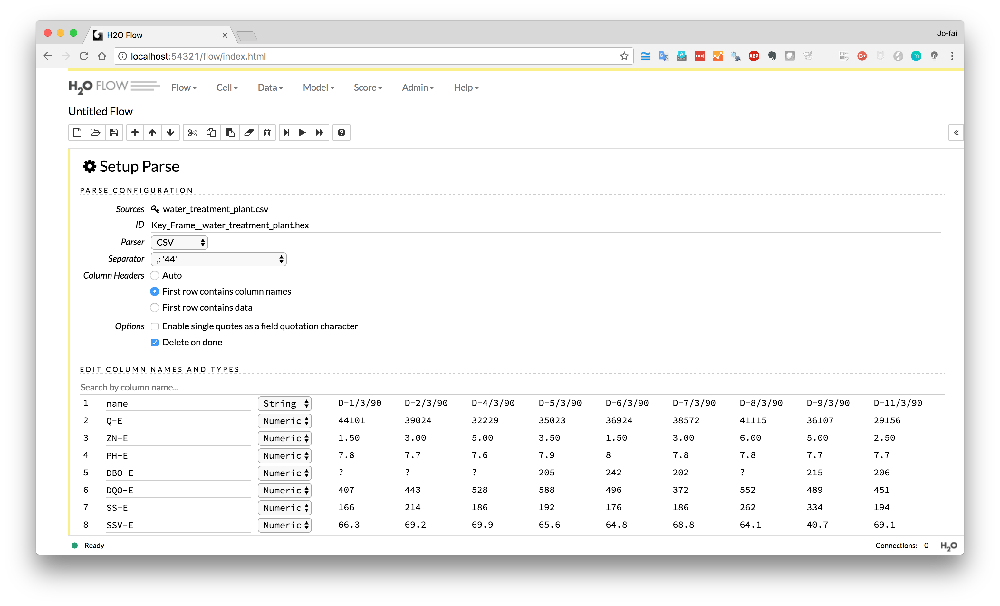 H2O Flow
Jo-fai
localhost:54321/flow/index.html
H2O FLOW Flow Cell Data Model Score Admin Help
Untitled Flow
Setup Parse
PARSE CONFIGURATION
Sources water_treatment_plant.csv
ID Key_Frame__water_treatment_plant.hex
Parser CSV
Separator ,: '44'
Column Headers Auto
First row contains column names
First row contains data
Options Enable single quotes as a field quotation character
Delete on done
EDIT COLUMN NAMES AND TYPES
Search by column name...
1 name String D-1/3/90 D-2/3/90 D-4/3/90 D-5/3/90 D-6/3/90 D-7/3/90 D-8/3/90 D-9/3/90 D-11/3/90
2 Q-E Numeric 44101 39024 32229 35023 36924 38572 41115 36107 29156
3 ZN-E Numeric 1.50 3.00 5.00 3.50 1.50 3.00 6.00 5.00 2.50
4 PH-E Numeric 7.8 7.7 7.6 7.9 8 7.8 7.8 7.7 7.7
5 DBO-E Numeric ? ? ? 205 242 202 ? 215 206
6 DQO-E Numeric 407 443 528 588 496 372 552 489 451
7 SS-E Numeric 166 214 186 192 176 186 262 334 194
8 SSV-E Numeric 66.3 69.2 69.9 65.6 64.8 68.8 64.1 40.7 69.1
Ready
Connections: 0 H2O